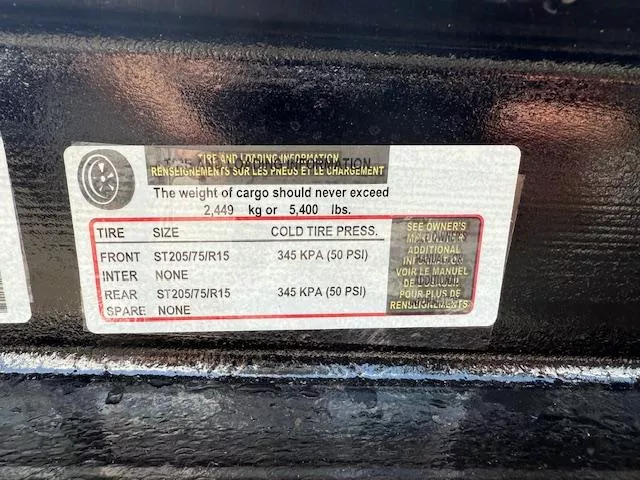 TIRE AND LOADING INFORMATION
RENSEIGNEMENTS SUR LES PNEUS ET LE CHARGEMENT
The weight of cargo should never exceed
2,449 kg or 5,400 lbs.
TIRE SIZE COLD TIRE PRESS.
FRONT ST205/75/R15 345 KPA (50 PSI)
INTER NONE
REAR ST205/75/R15 345 KPA (50 PSI)
SPARE NONE
SEE OWNER'S
MANUAL FOR
ADDITIONAL
INFORMATION
VOIR LE MANUEL
POUR PLUS DE
RENSEIGNEMENTS